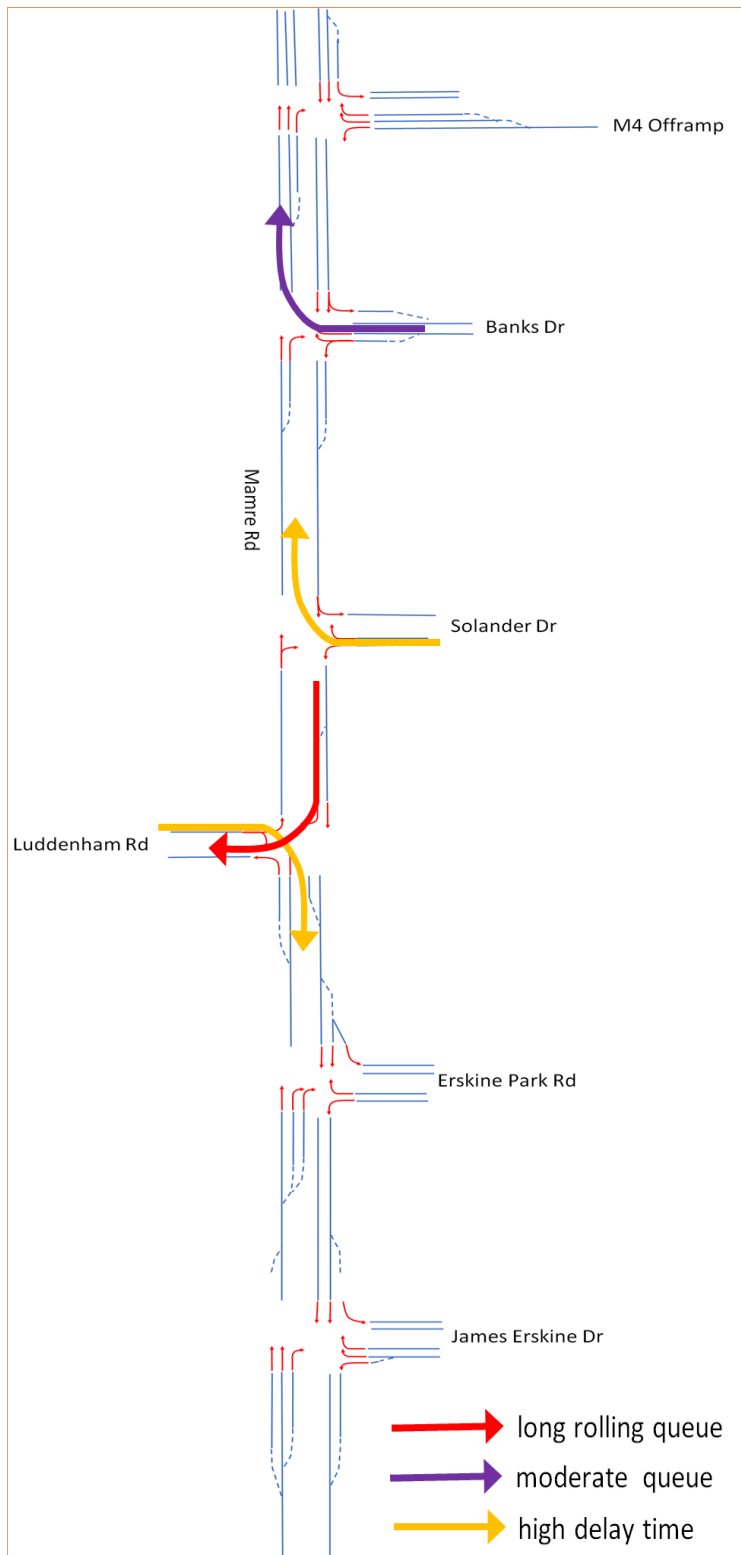 M4 Offramp
Banks Dr
Mamre Rd
Solander Dr
Luddenham Rd
Erskine Park Rd
James Erskine Dr
long rolling queue
moderate queue
high delay time